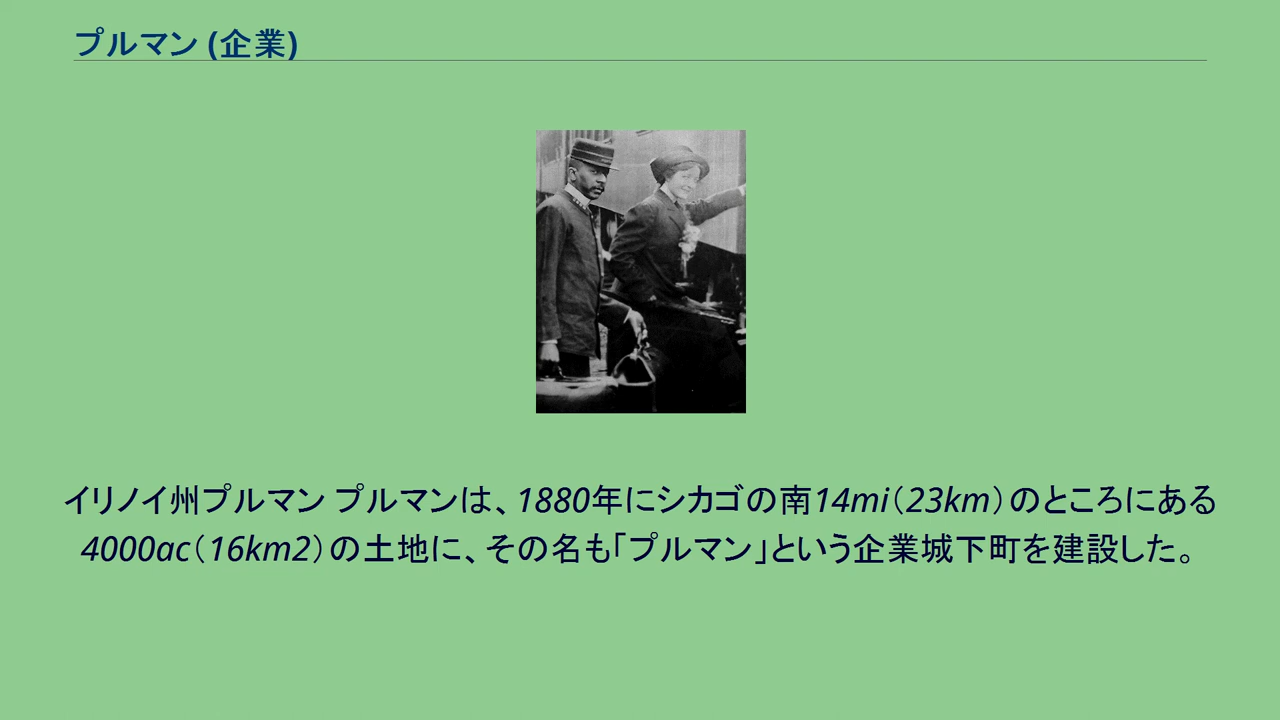 プルマン (企業)
イリノイ州プルマン プルマンは、1880年にシカゴの南14mi（23km）のところにある
4000ac（16km2）の土地に、その名も「プルマン」という企業城下町を建設した。